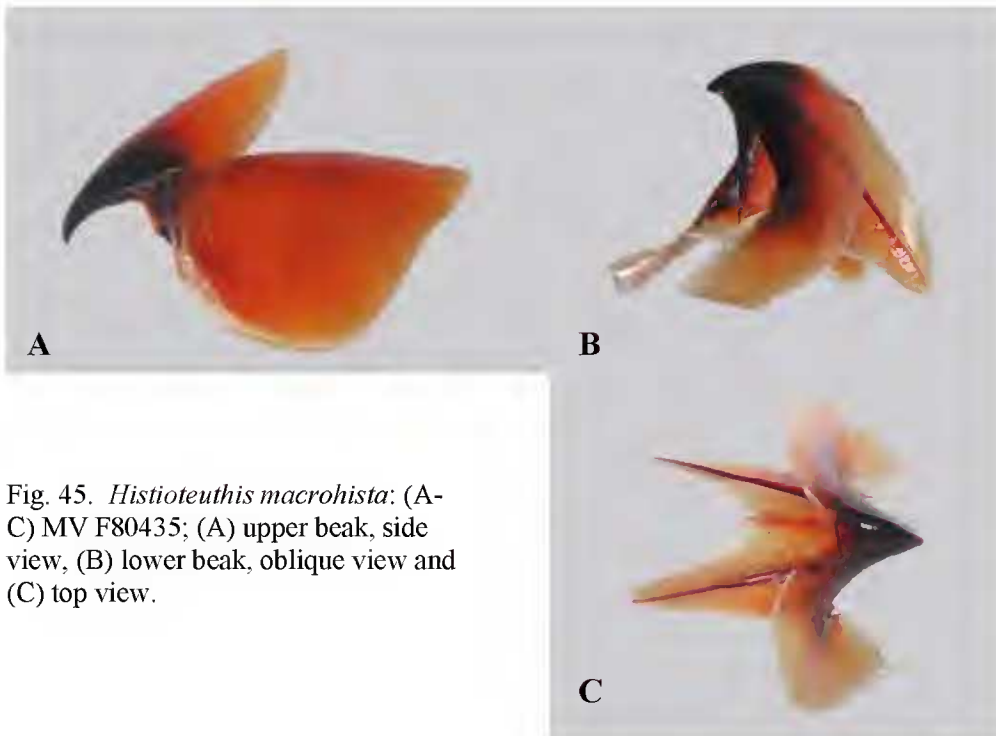 A
B
C
Fig. 45. Histioteuthis macrohista: (A-
C) MV F80435; (A) upper beak, side
view, (B) lower beak, oblique view and
(C) top view.